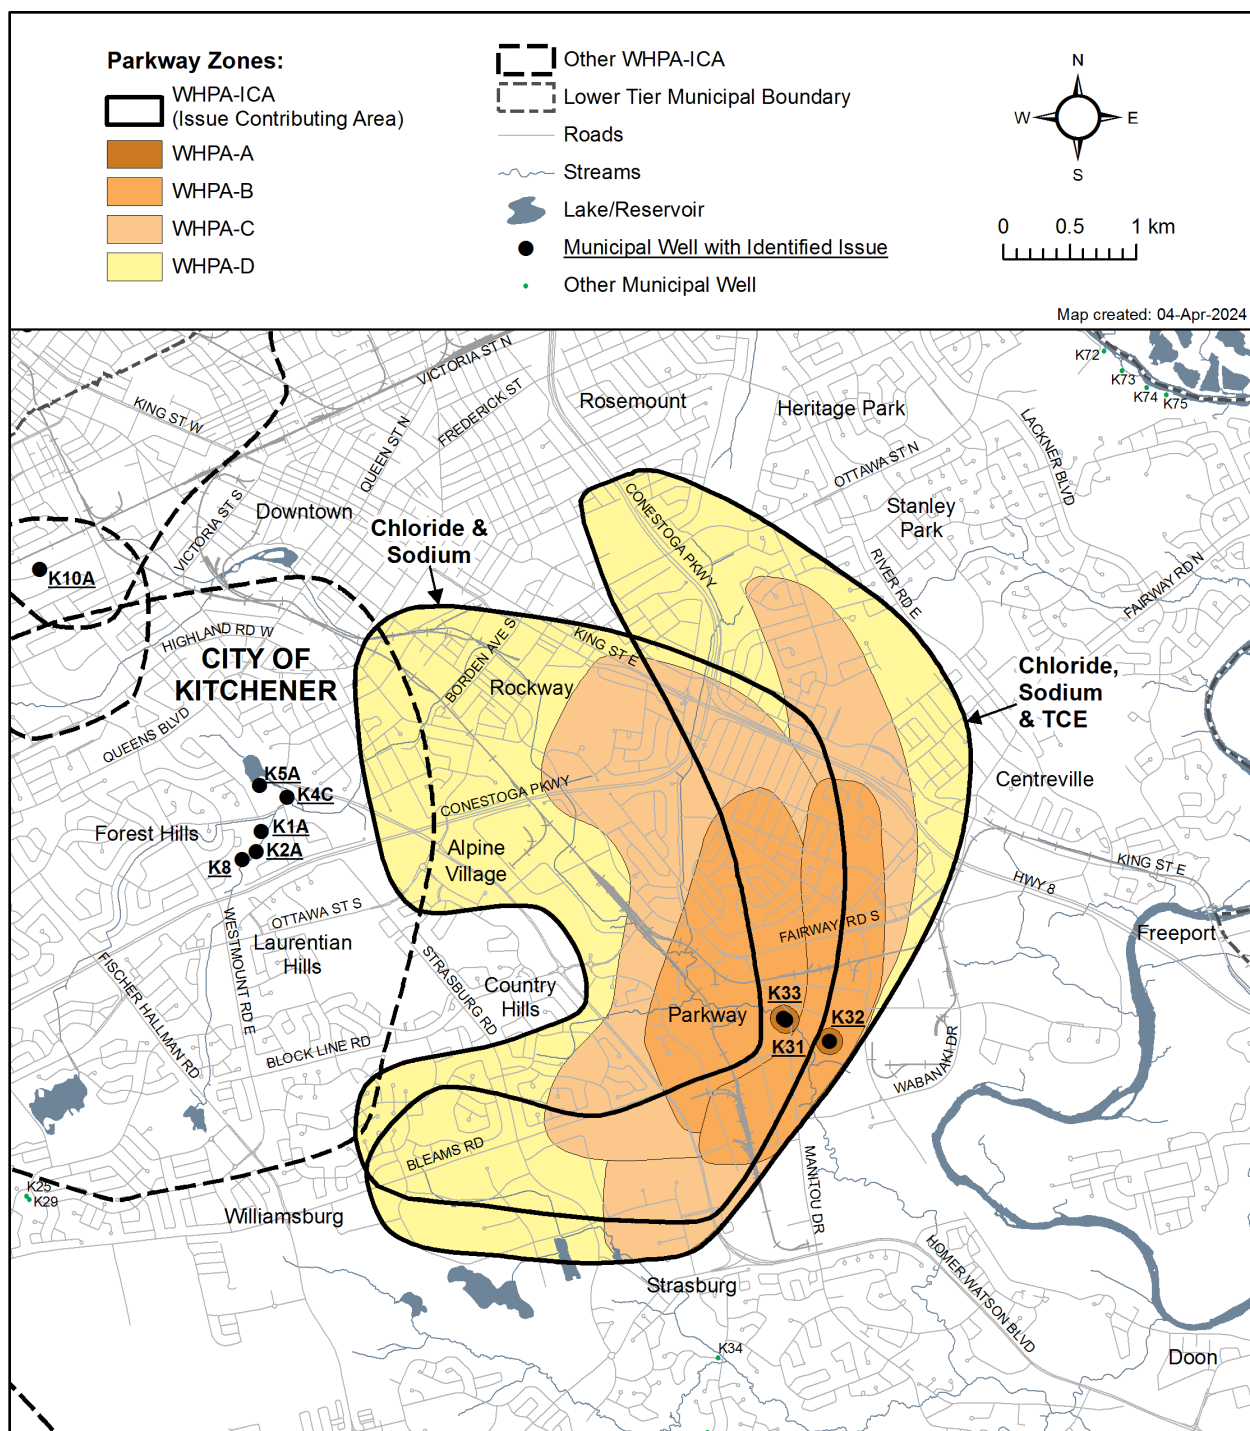 Parkway Zones:
WHPA-ICA
(Issue Contributing Area)
WHPA-A
WHPA-B
WHPA-C
WHPA-D
Other WHPA-ICA
Lower Tier Municipal Boundary
Roads
Streams
Lake/Reservoir
Municipal Well with Identified Issue
Other Municipal Well
N
W
E
S
0
0.5
1 km
Map created: 04-Apr-2024
VICTORIA ST N
K72
K73
K74
K75
KING ST W
FREDERICK ST
QUEEN ST N
Rosemount
Heritage Park
LACKNER BLVD
OTTAWA ST N
VICTORIA ST S
Downtown
CONESTOGA PKWY
Stanley
Park
Chloride &
Sodium
K10A
RIVER RD E
FAIRWAY RD N
HIGHLAND RD W
CITY OF
KITCHENER
KING ST E
BORDEN AVE S
Rockway
Chloride,
Sodium
& TCE
QUEENS BLVD
K5A
K4C
CONESTOGA PKWY
Centreville
Forest Hills
K1A
K2A
K8
Alpine
Village
KING ST E
HWY 8
OTTAWA ST S
WESTMOUNT RD E
FAIRWAY RD S
Freeport
Laurentian
Hills
FISCHER HALLMAN RD
STRASBURG RD
Country
Hills
K33
Parkway
K32
K31
BLOCK LINE RD
WABANAKI DR
BLEAMS RD
MANITOU DR
K25
K29
Williamsburg
HOMER WATSON BLVD
Strasburg
K34
Doon